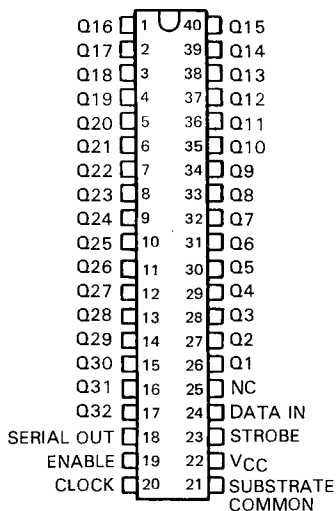 Q16 1 40 Q15
Q17 2 39 Q14
Q18 3 38 Q13
Q19 4 37 Q12
Q20 5 36 Q11
Q21 6 35 Q10
Q22 7 34 Q9
Q23 8 33 Q8
Q24 9 32 Q7
Q25 10 31 Q6
Q26 11 30 Q5
Q27 12 29 Q4
Q28 13 28 Q3
Q29 14 27 Q2
Q30 15 26 Q1
Q31 16 25 NC
Q32 17 24 DATA IN
SERIAL OUT 18 23 STROBE
ENABLE 19 22 VCC
CLOCK 20 21 SUBSTRATE
COMMON